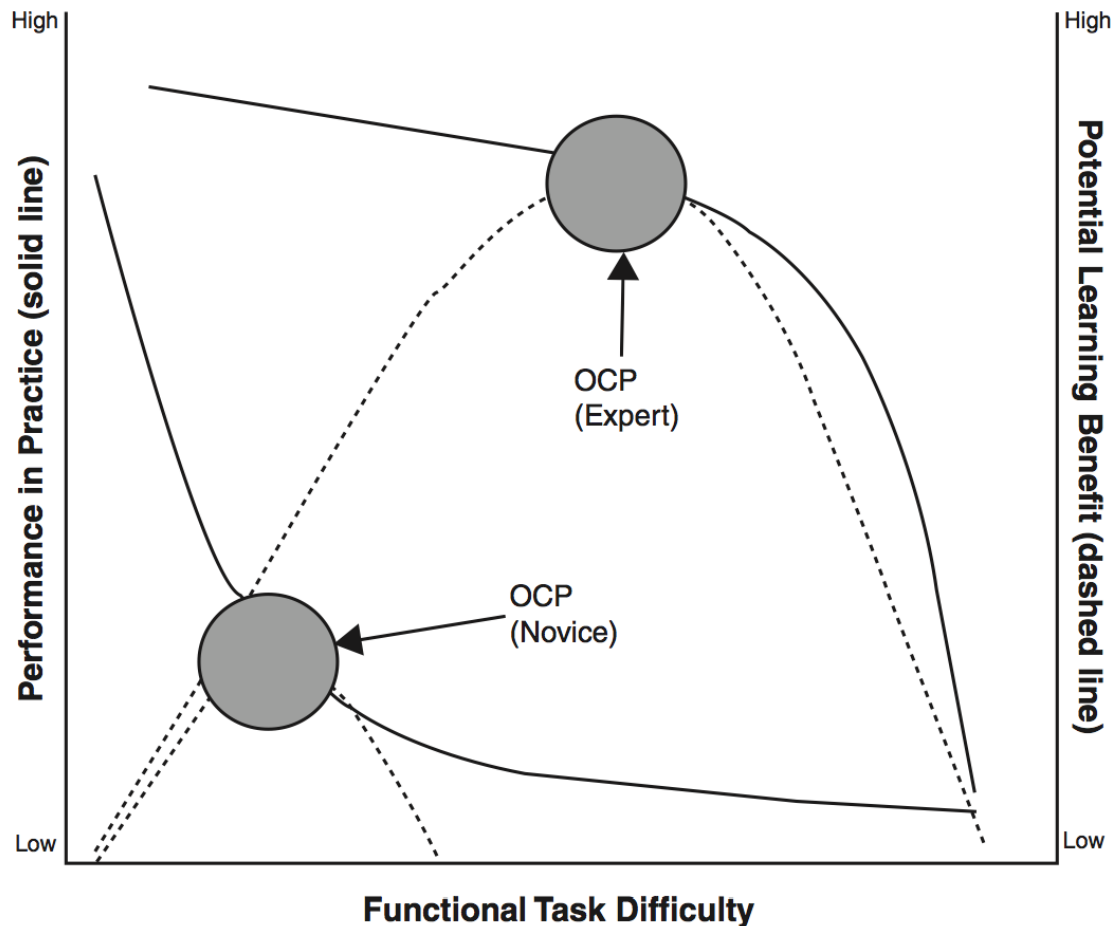 High
High
Performance in Practice (solid line)
Potential Learning Benefit (dashed line)
OCP
(Expert)
OCP
(Novice)
Low
Low
Functional Task Difficulty